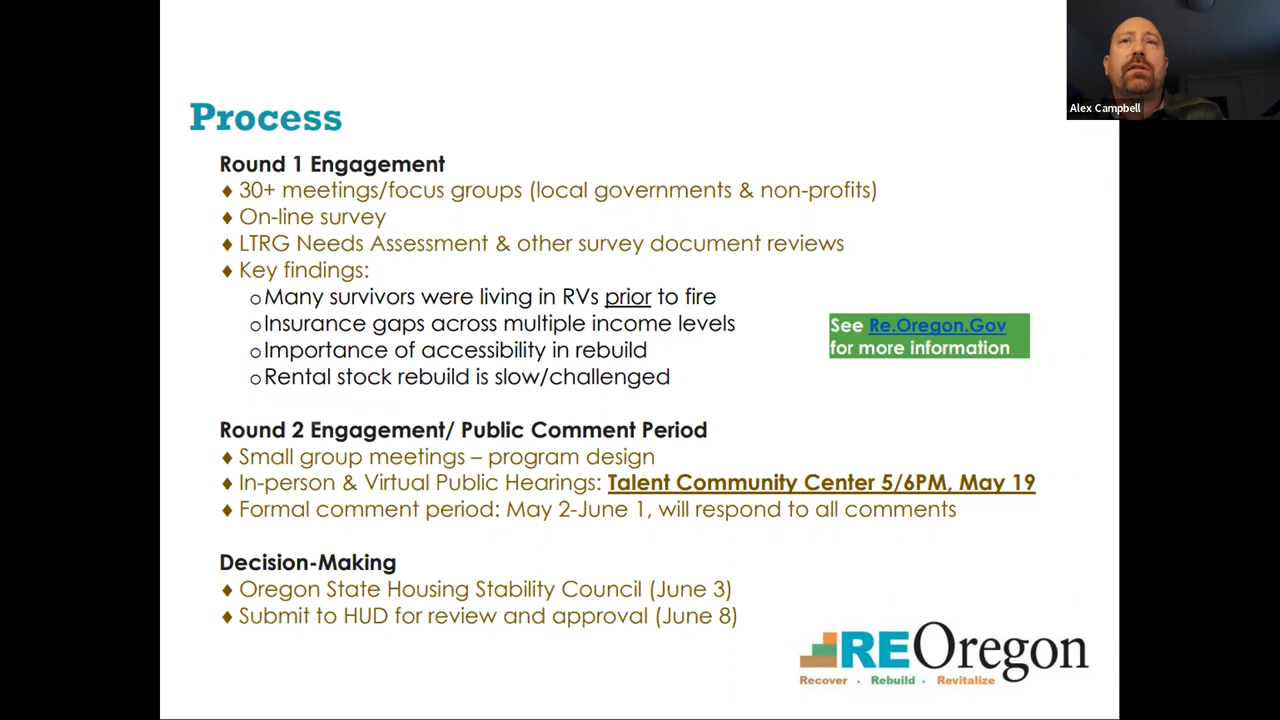 Alex Campbell
Process
Round 1 Engagement
♦ 30+ meetings/focus groups (local governments & non-profits)
♦ On-line survey
♦ LTRG Needs Assessment & other survey document reviews
♦ Key findings:
o Many survivors were living in RVs prior to fire
o Insurance gaps across multiple income levels
o Importance of accessibility in rebuild
o Rental stock rebuild is slow/challenged
See Re.Oregon.Gov
for more information
Round 2 Engagement/ Public Comment Period
♦ Small group meetings – program design
♦ In-person & Virtual Public Hearings: Talent Community Center 5/6PM, May 19
♦ Formal comment period: May 2-June 1, will respond to all comments
Decision-Making
♦ Oregon State Housing Stability Council (June 3)
♦ Submit to HUD for review and approval (June 8)
REOregon
Recover · Rebuild · Revitalize